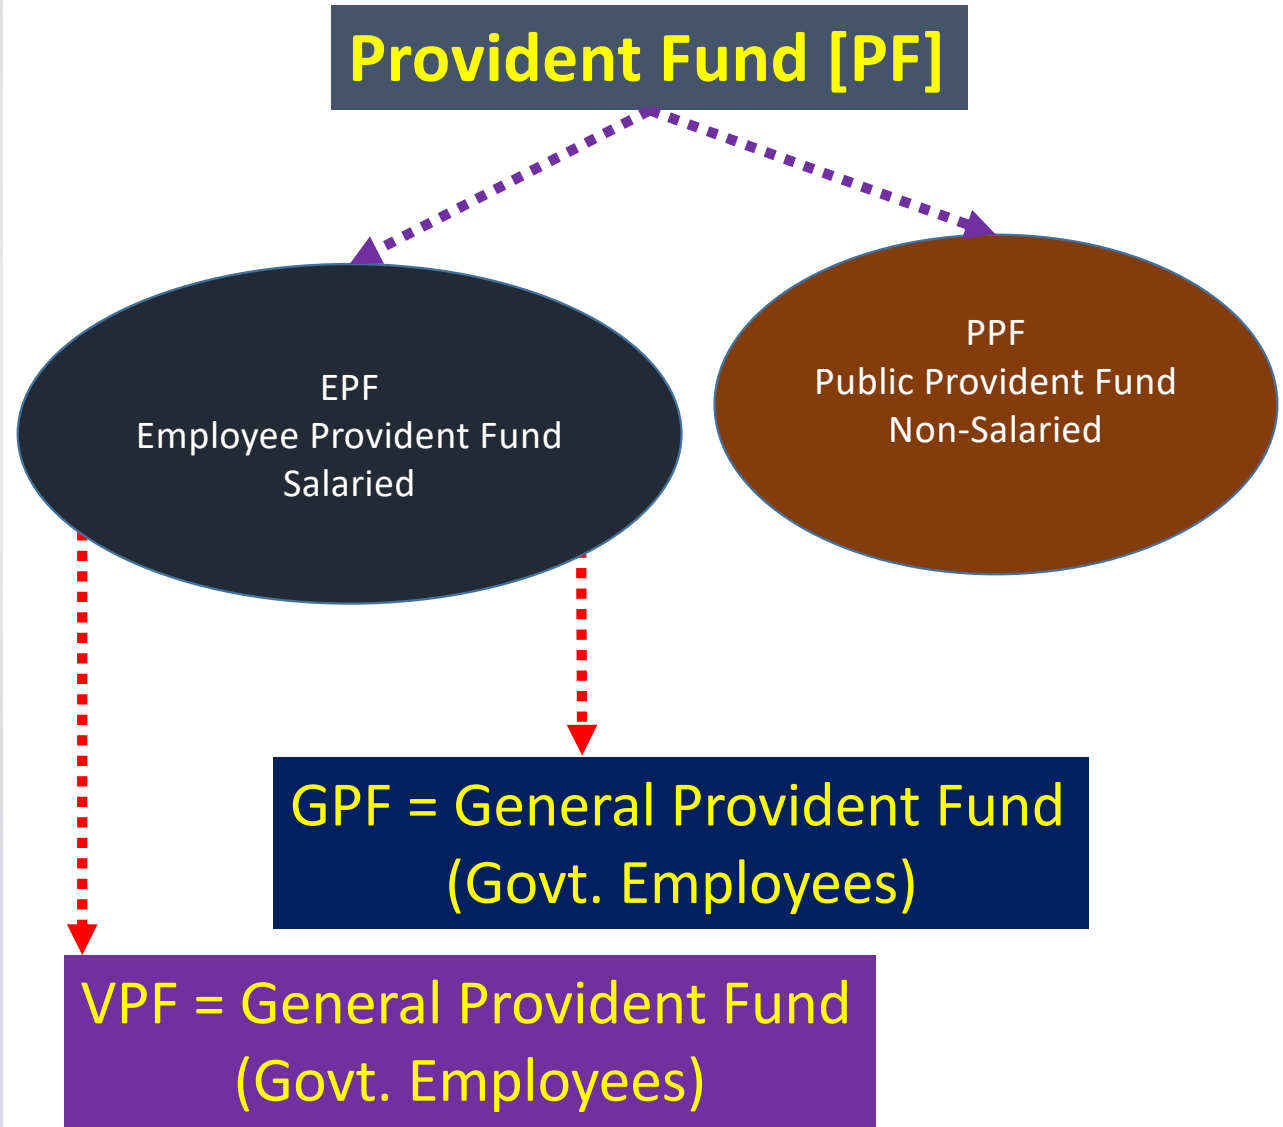 Provident Fund [PF]
EPF
Employee Provident Fund
Salaried
PPF
Public Provident Fund
Non-Salaried
GPF = General Provident Fund
(Govt. Employees)
VPF = General Provident Fund
(Govt. Employees)